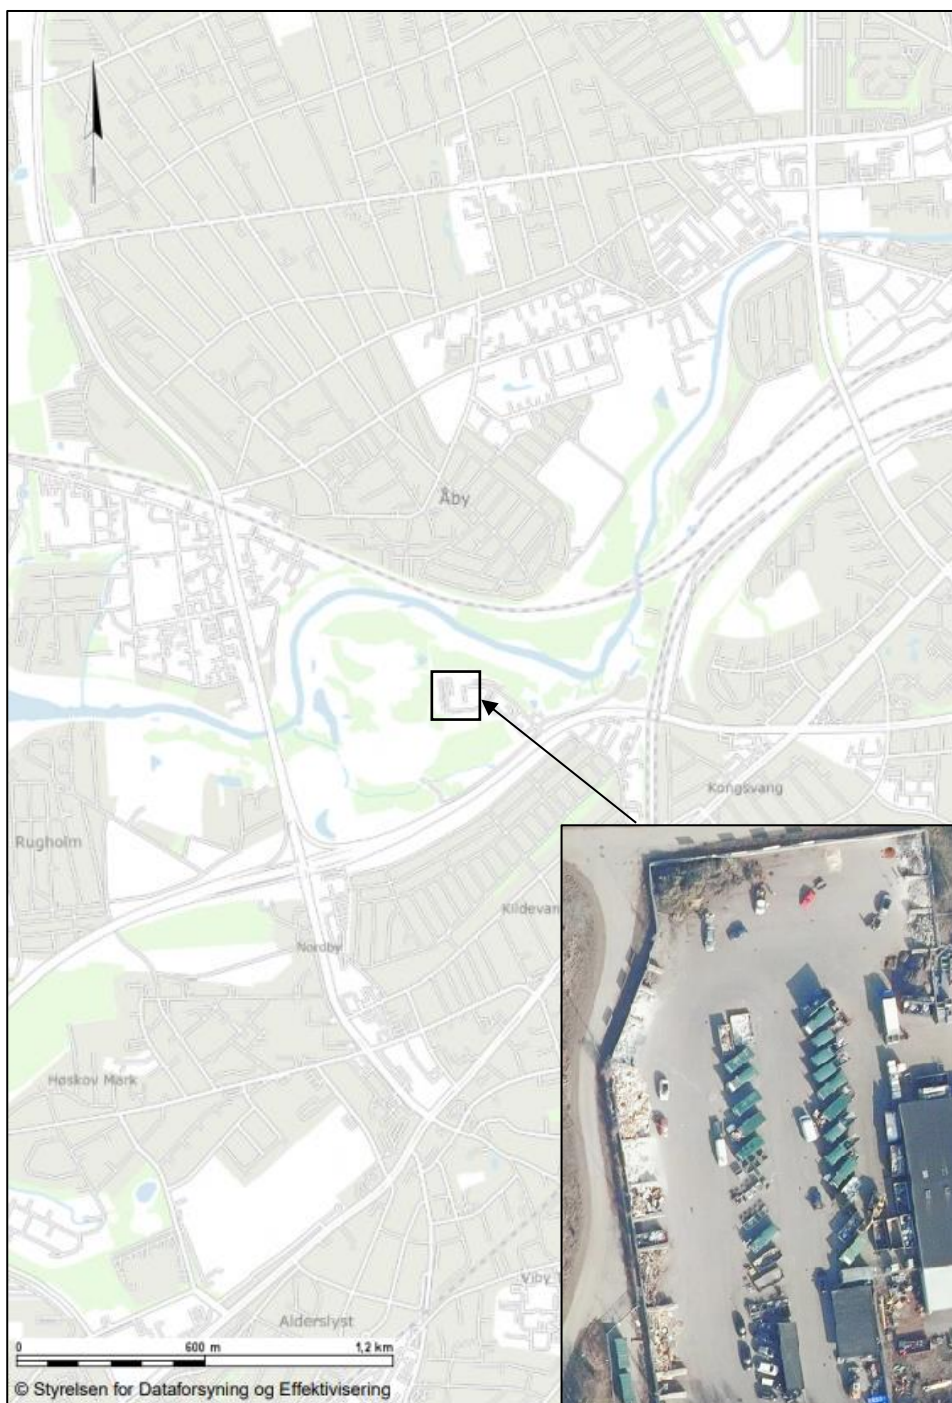 Åby
Kongsvang
Rugholm
Kildevan
Nordby
Høskov Mark
Viby
Alderslyst
0 600 m 1,2 km
© Styrelsen for Dataforsyning og Effektivisering